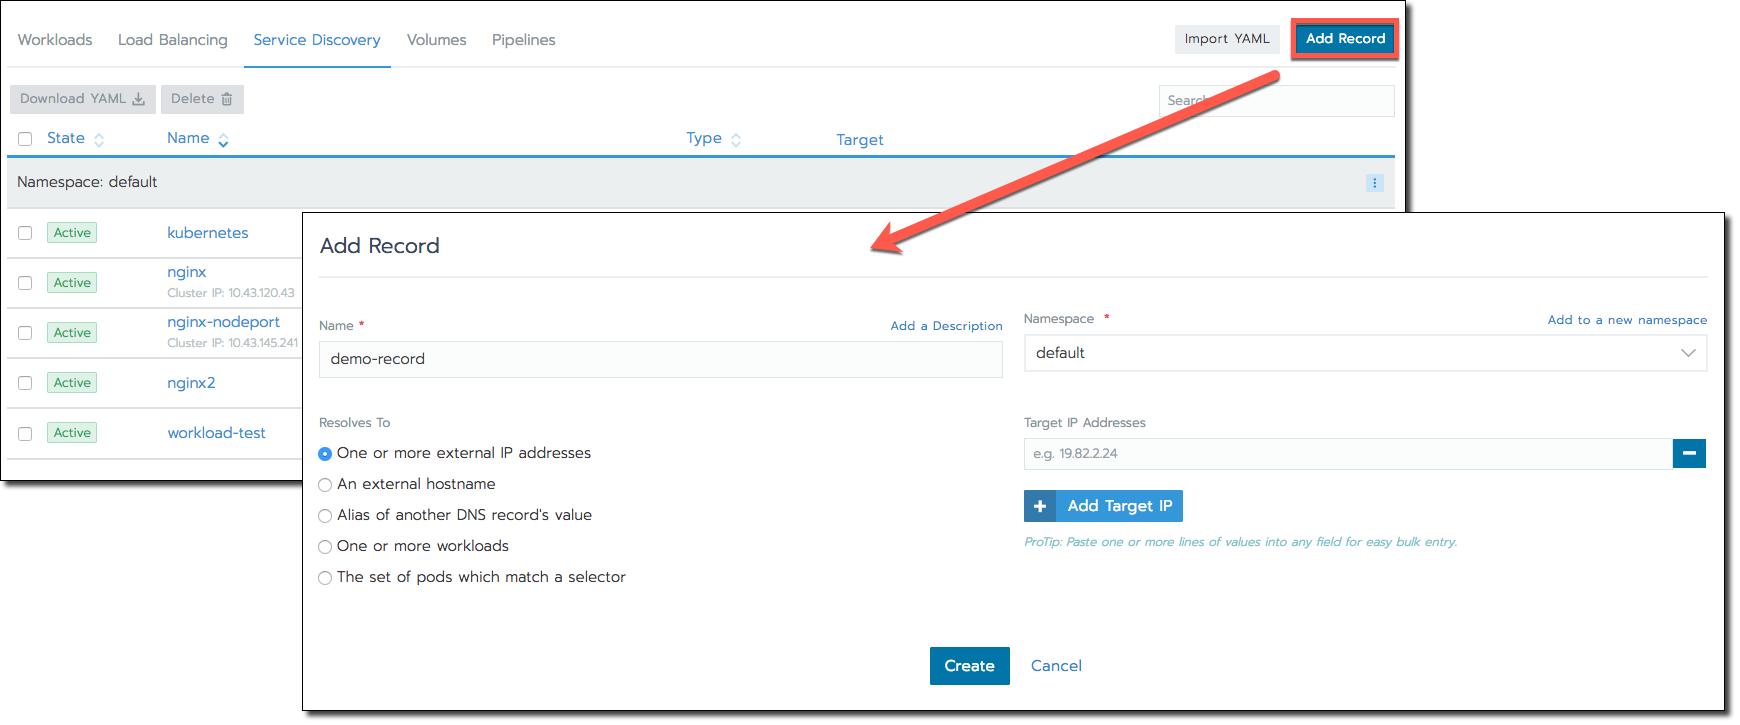 Workloads Load Balancing Service Discovery Volumes Pipelines Import YAML Add Record
Download YAML Delete
State Name Type Target
Namespace: default
Active kubernetes
Active nginx
Cluster IP: 10.43.120.43
Active nginx-nodeport
Cluster IP: 10.43.145.241
Active nginx2
Active workload-test
Add Record
Name * Add a Description
demo-record
Namespace * Add to a new namespace
default
Resolves To
One or more external IP addresses
An external hostname
Alias of another DNS record's value
One or more workloads
The set of pods which match a selector
Target IP Addresses
e.g. 19.82.2.24
+ Add Target IP
ProTip: Paste one or more lines of values into any field for easy bulk entry.
Create Cancel